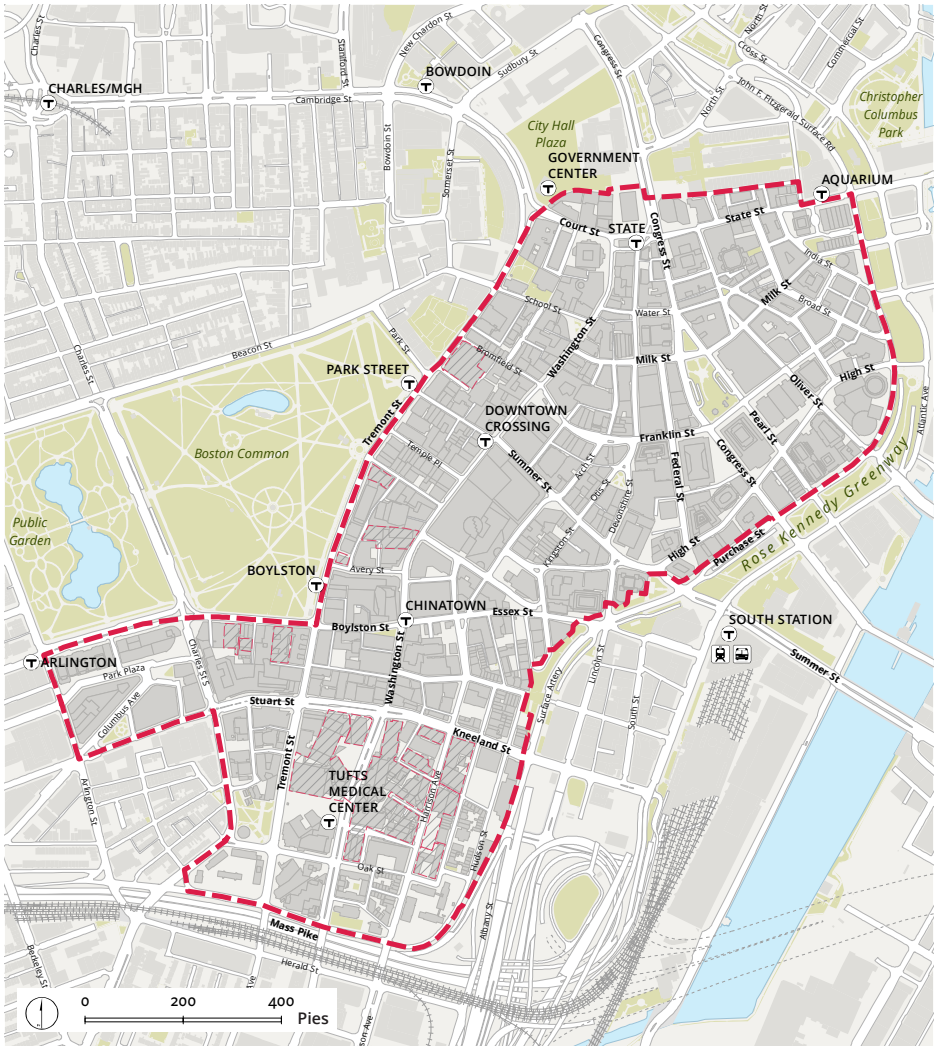 Charles St
Staniford St
New Chardon St
Sudbury St
Congress St
North St
Cross St
Commercial St
BOWDOIN
T
CHARLES/MGH
T
Cambridge St
Bowdoin St
Somerset St
North St
John F. Fitzgerald Surface Rd
Christopher
Columbus
Park
City Hall
Plaza
GOVERNMENT
CENTER
T
AQUARIUM
T
Court St
STATE
T
Congress St
State St
India St
Milk St
Broad St
School St
Water St
Washington St
Park St
Beacon St
Charles St
Bromfield St
Milk St
PARK STREET
T
Oliver St
High St
Atlantic Ave
Tremont St
DOWNTOWN
CROSSING
T
Pearl St
Franklin St
Boston Common
Temple Pl
Summer St
Arch St
Otis St
Federal St
Congress St
Devonshire St
Rose Kennedy Greenway
Public
Garden
Kingston St
High St
Purchase St
Avery St
BOYLSTON
T
CHINATOWN
T
Essex St
Boylston St
SOUTH STATION
T
ARLINGTON
T
Park Plaza
Charles St S
Columbus Ave
Washington St
Lincoln St
Summer St
Surface Artery
South St
Stuart St
Kneeland St
Tremont St
TUFTS
MEDICAL
CENTER
T
Harrison Ave
Arlington St
Hudson St
Oak St
Albany St
Mass Pike
Herald St
Berkeley St
0 200 400
Pies